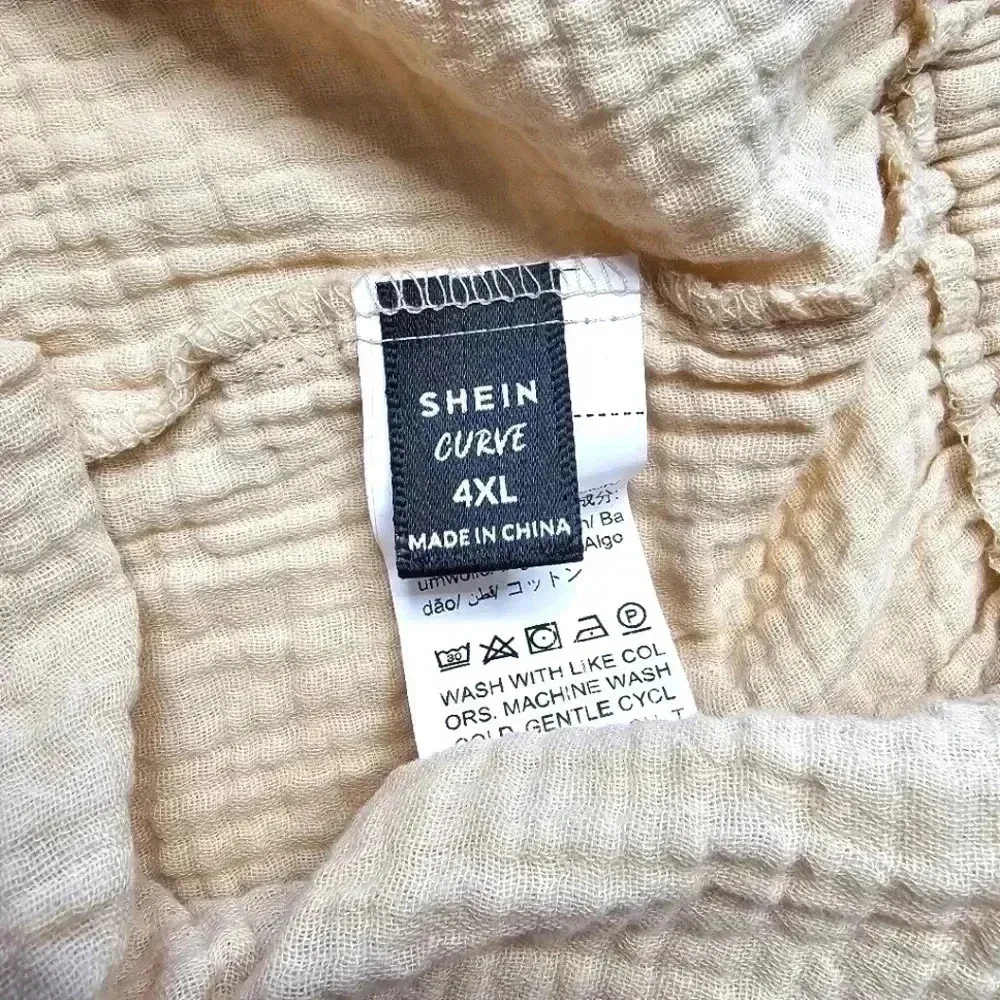 SHEIN
CURVE
4XL
MADE IN CHINA
成分:
/ Ba
Algo
dão/ قطن/ コットン
30
P
WASH WITH LIKE COL
ORS. MACHINE WASH
COLD. GENTLE CYCL